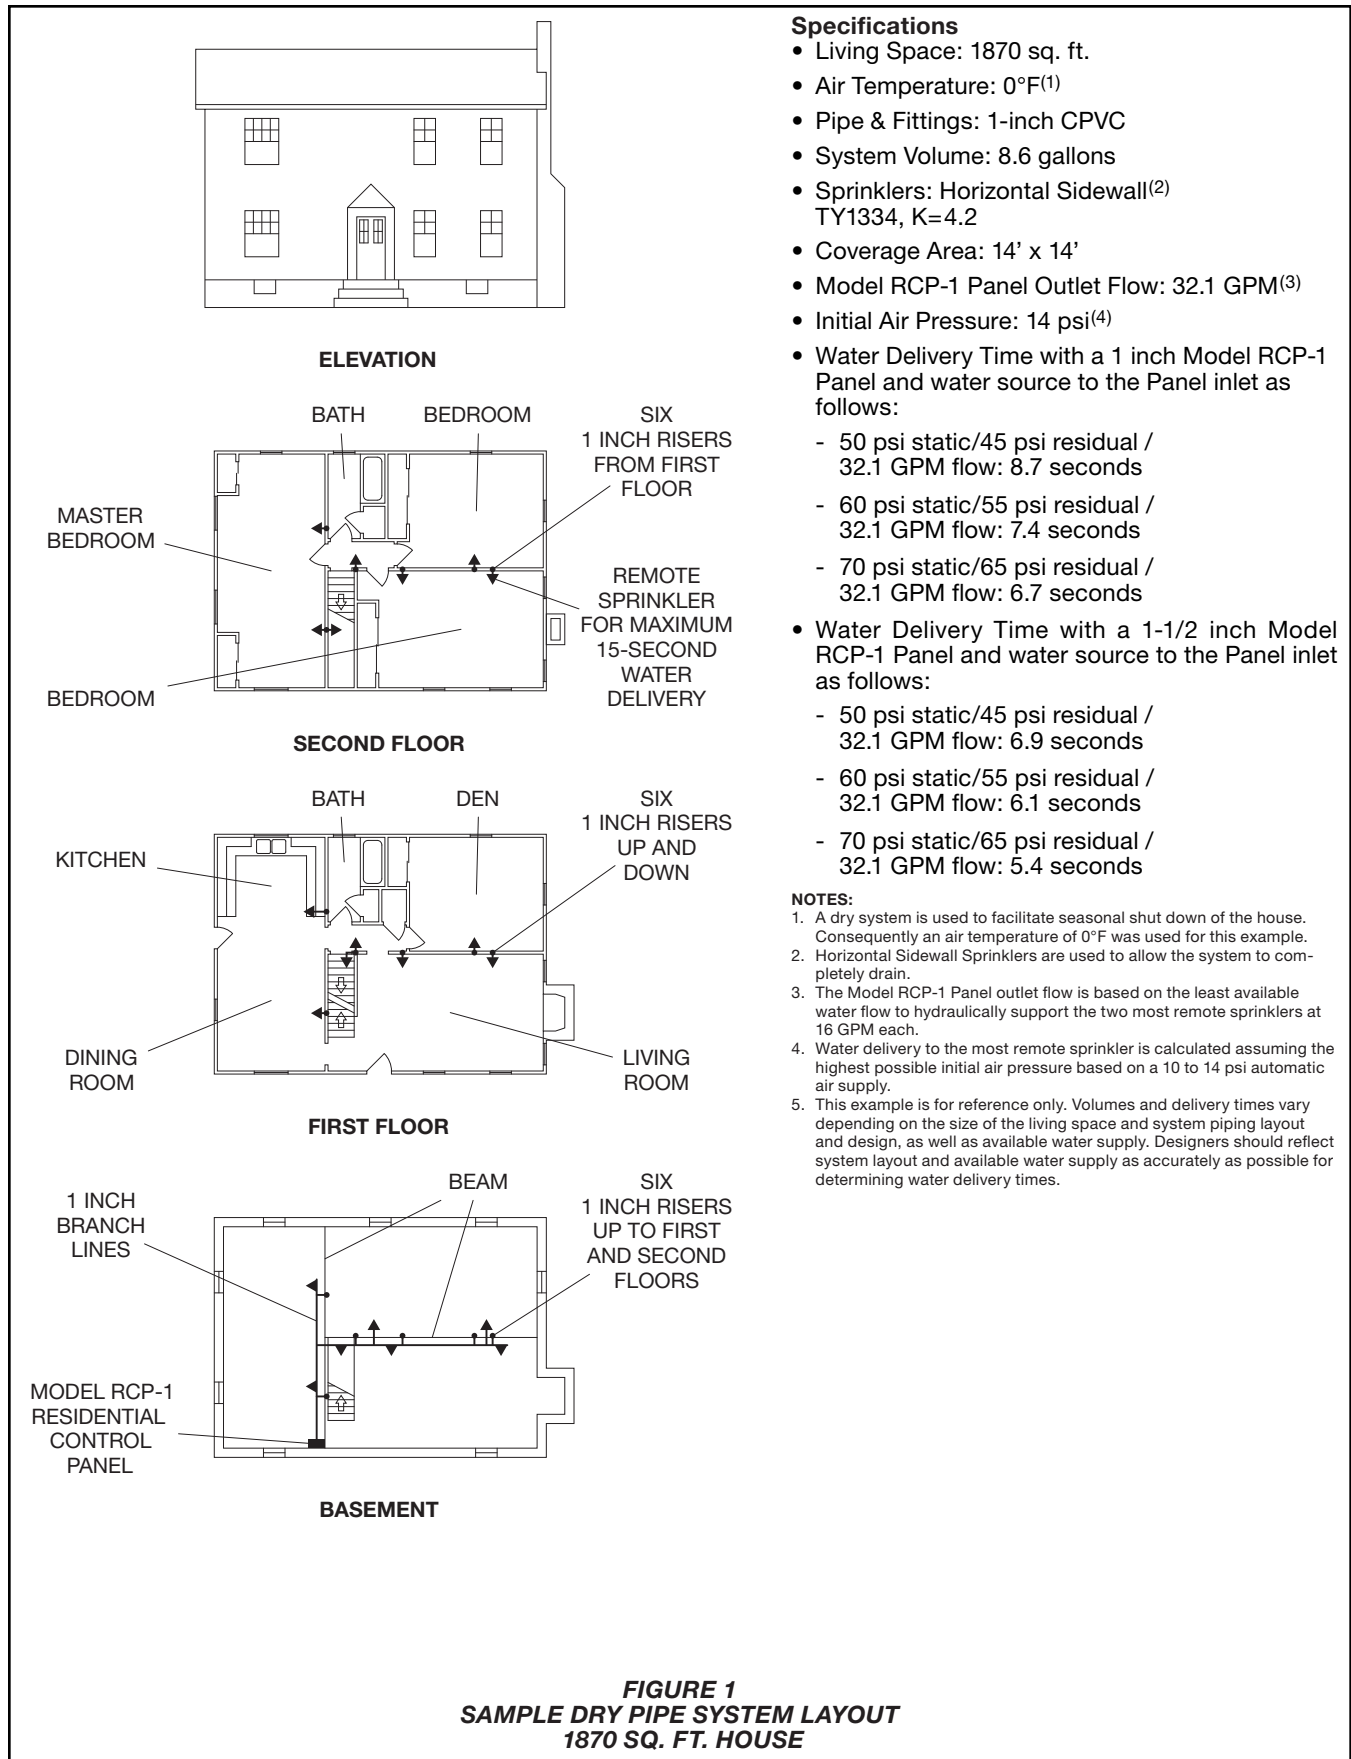 ELEVATION
BATH
BEDROOM
SIX
1 INCH RISERS
FROM FIRST
FLOOR
MASTER
BEDROOM
REMOTE
SPRINKLER
FOR MAXIMUM
15-SECOND
WATER
DELIVERY
BEDROOM
SECOND FLOOR
BATH
DEN
SIX
1 INCH RISERS
UP AND
DOWN
KITCHEN
DINING
ROOM
LIVING
ROOM
FIRST FLOOR
1 INCH
BRANCH
LINES
BEAM
SIX
1 INCH RISERS
UP TO FIRST
AND SECOND
FLOORS
MODEL RCP-1
RESIDENTIAL
CONTROL
PANEL
BASEMENT
Specifications
• Living Space: 1870 sq. ft.
• Air Temperature: 0°F(1)
• Pipe & Fittings: 1-inch CPVC
• System Volume: 8.6 gallons
• Sprinklers: Horizontal Sidewall(2)
TY1334, K=4.2
• Coverage Area: 14’ x 14’
• Model RCP-1 Panel Outlet Flow: 32.1 GPM(3)
• Initial Air Pressure: 14 psi(4)
• Water Delivery Time with a 1 inch Model RCP-1
Panel and water source to the Panel inlet as
follows:
- 50 psi static/45 psi residual /
32.1 GPM flow: 8.7 seconds
- 60 psi static/55 psi residual /
32.1 GPM flow: 7.4 seconds
- 70 psi static/65 psi residual /
32.1 GPM flow: 6.7 seconds
• Water Delivery Time with a 1-1/2 inch Model
RCP-1 Panel and water source to the Panel inlet
as follows:
- 50 psi static/45 psi residual /
32.1 GPM flow: 6.9 seconds
- 60 psi static/55 psi residual /
32.1 GPM flow: 6.1 seconds
- 70 psi static/65 psi residual /
32.1 GPM flow: 5.4 seconds
NOTES:
1. A dry system is used to facilitate seasonal shut down of the house.
Consequently an air temperature of 0°F was used for this example.
2. Horizontal Sidewall Sprinklers are used to allow the system to com-
pletely drain.
3. The Model RCP-1 Panel outlet flow is based on the least available
water flow to hydraulically support the two most remote sprinklers at
16 GPM each.
4. Water delivery to the most remote sprinkler is calculated assuming the
highest possible initial air pressure based on a 10 to 14 psi automatic
air supply.
5. This example is for reference only. Volumes and delivery times vary
depending on the size of the living space and system piping layout
and design, as well as available water supply. Designers should reflect
system layout and available water supply as accurately as possible for
determining water delivery times.
FIGURE 1
SAMPLE DRY PIPE SYSTEM LAYOUT
1870 SQ. FT. HOUSE